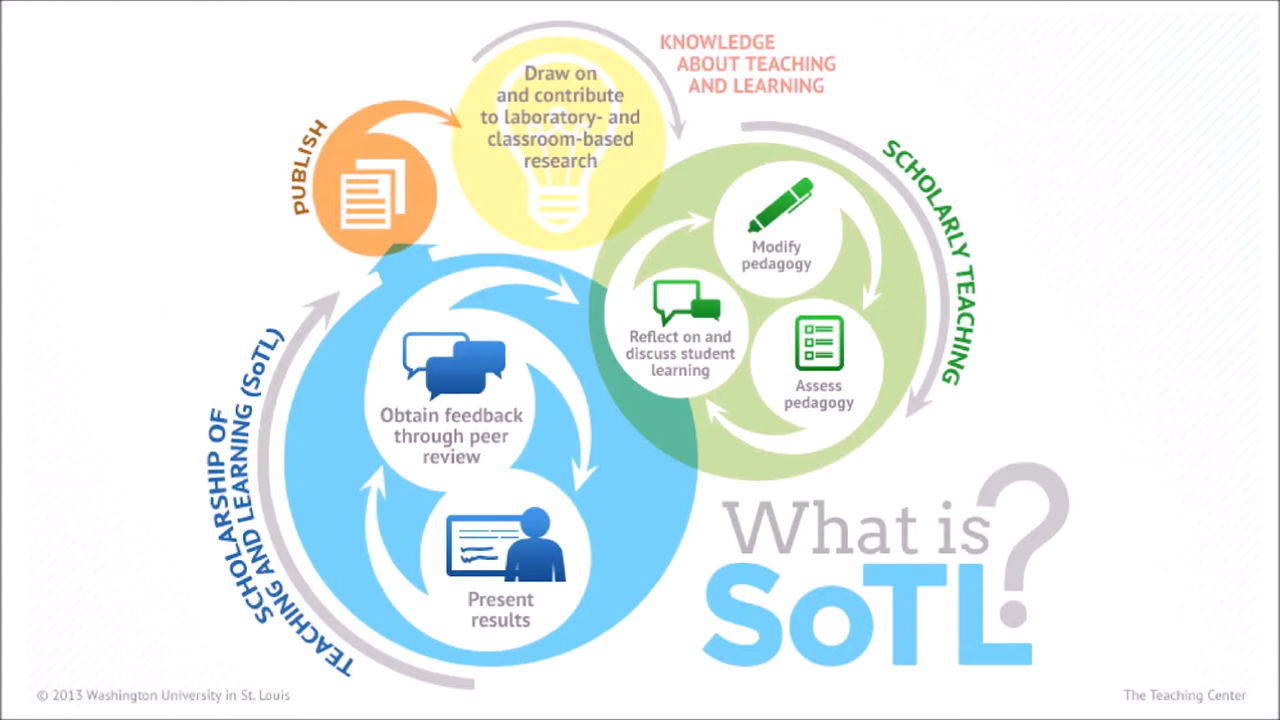 KNOWLEDGE
ABOUT TEACHING
AND LEARNING
Draw on
and contribute
to laboratory- and
classroom-based
research
PUBLISH
SCHOLARLY TEACHING
Modify
pedagogy
Reflect on and
discuss student
learning
Assess
pedagogy
SCHOLARSHIP OF
TEACHING AND LEARNING (SoTL)
Obtain feedback
through peer
review
Present
results
What is
SoTL?
© 2013 Washington University in St. Louis
The Teaching Center